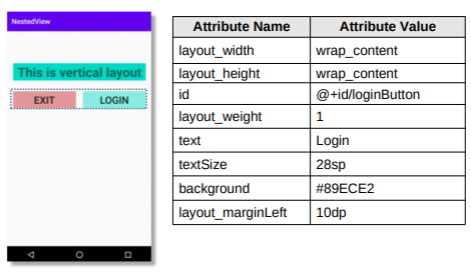 NestedView
This is vertical layout
EXIT LOGIN
Attribute Name Attribute Value
layout_width wrap_content
layout_height wrap_content
id @+id/loginButton
layout_weight 1
text Login
textSize 28sp
background #89ECE2
layout_marginLeft 10dp